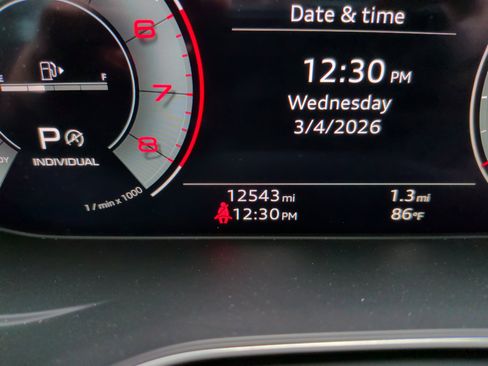 Date & time
6
E F
12:30 PM
7
Wednesday
P
3/4/2026
8
DY INDIVIDUAL
1 / min x 1000
12543 mi 1.3 mi
12:30 PM 86°F